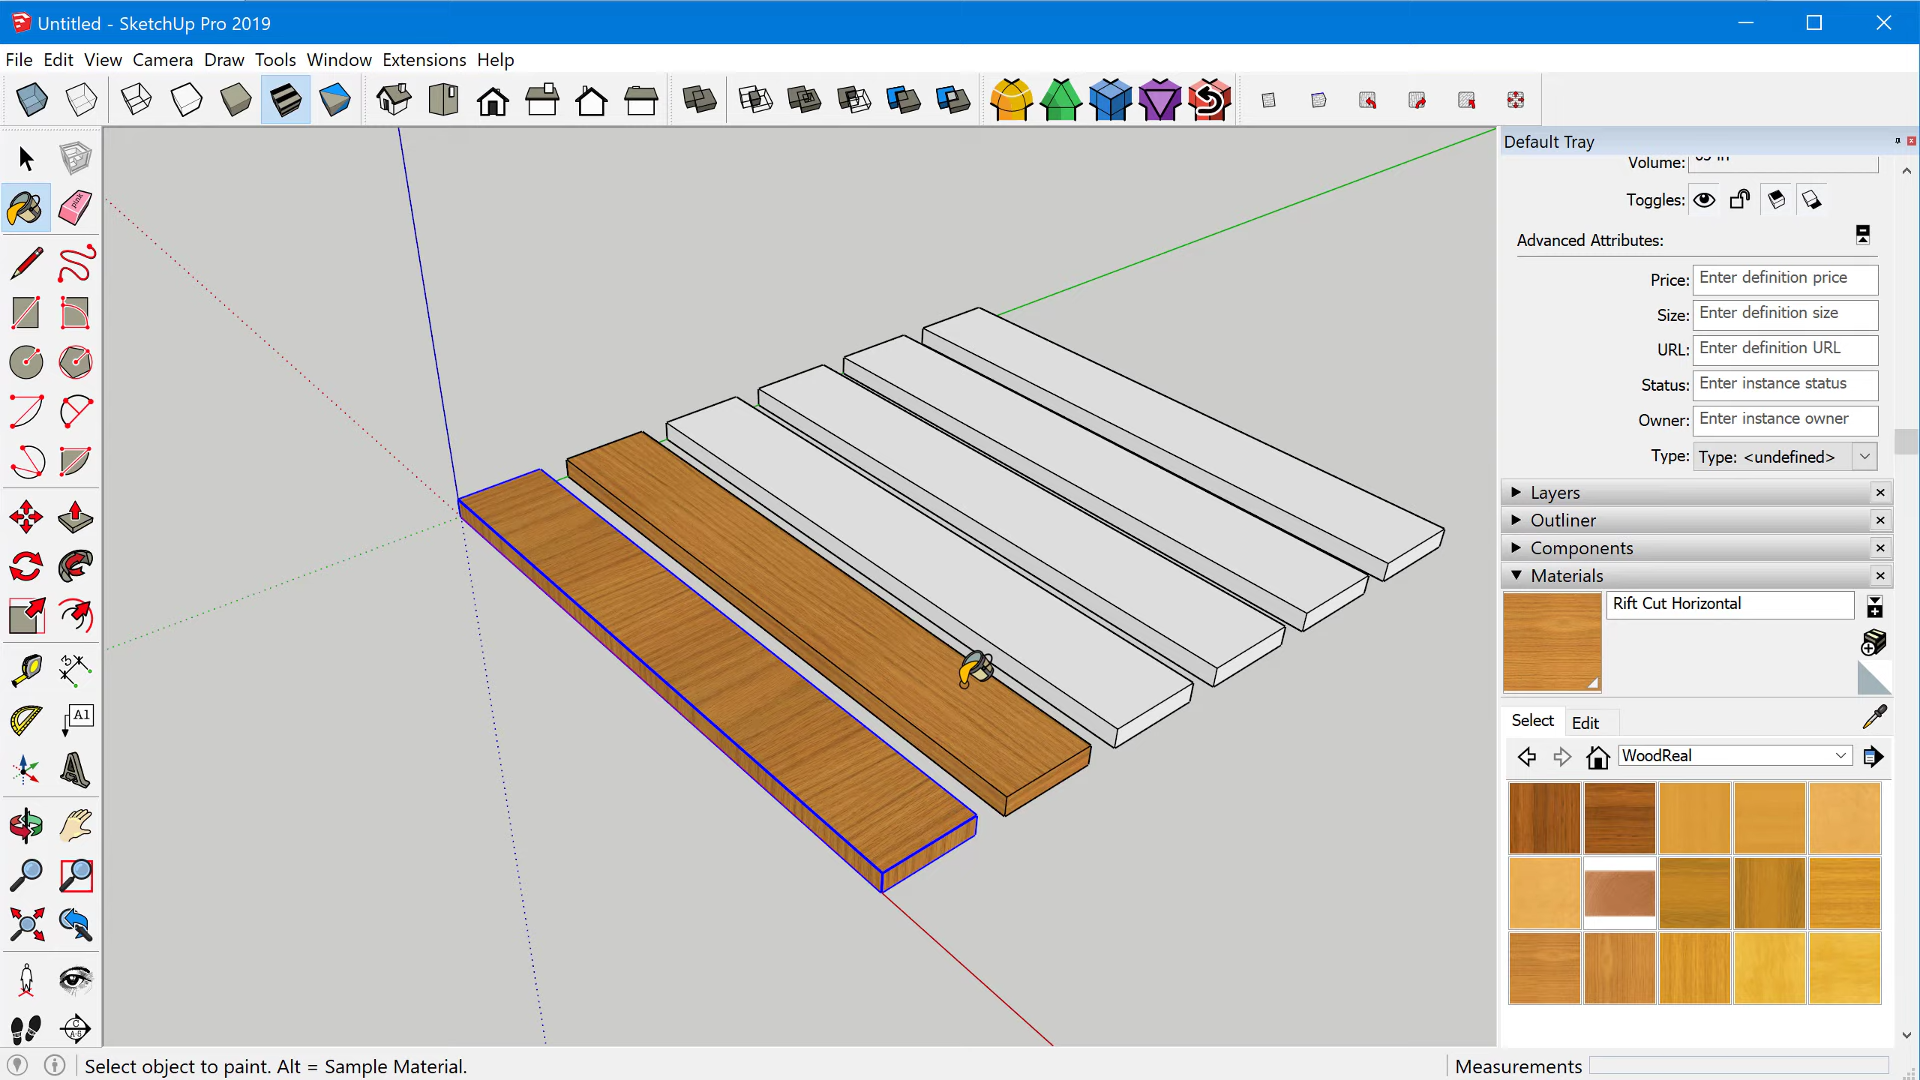 Untitled - SketchUp Pro 2019
File Edit View Camera Draw Tools Window Extensions Help
Default Tray
Volume:
Toggles:
Advanced Attributes:
Price: Enter definition price
Size: Enter definition size
URL: Enter definition URL
Status: Enter instance status
Owner: Enter instance owner
Type: Type: <undefined>
Layers
Outliner
Components
Materials
Rift Cut Horizontal
Select Edit
WoodReal
pink
3
A1
A
C
A-6
Select object to paint. Alt = Sample Material.
Measurements